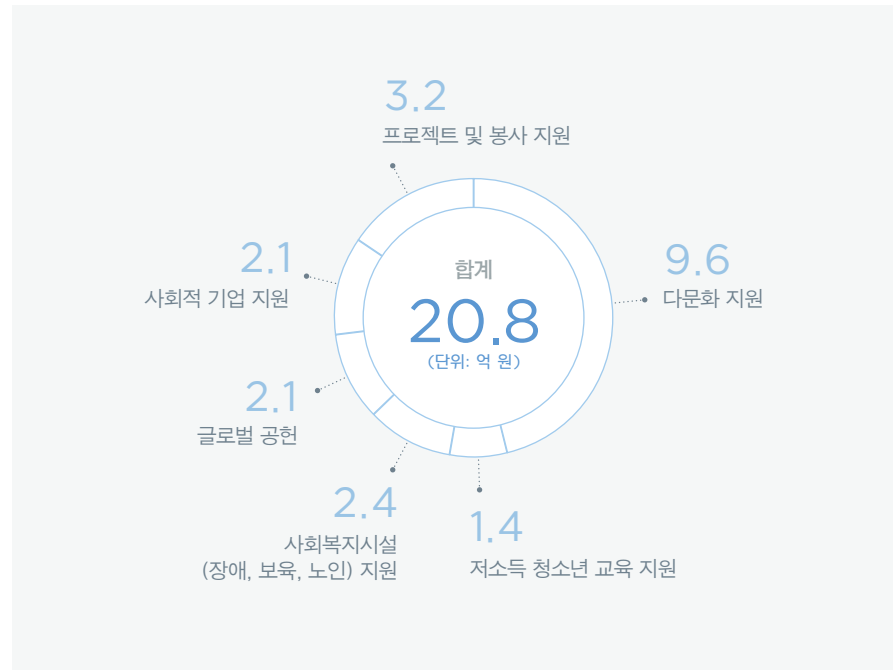 3.2
프로젝트 및 봉사 지원
2.1
사회적 기업 지원
합계
20.8
(단위: 억 원)
9.6
다문화 지원
2.1
글로벌 공헌
2.4
사회복지시설
(장애, 보육, 노인) 지원
1.4
저소득 청소년 교육 지원